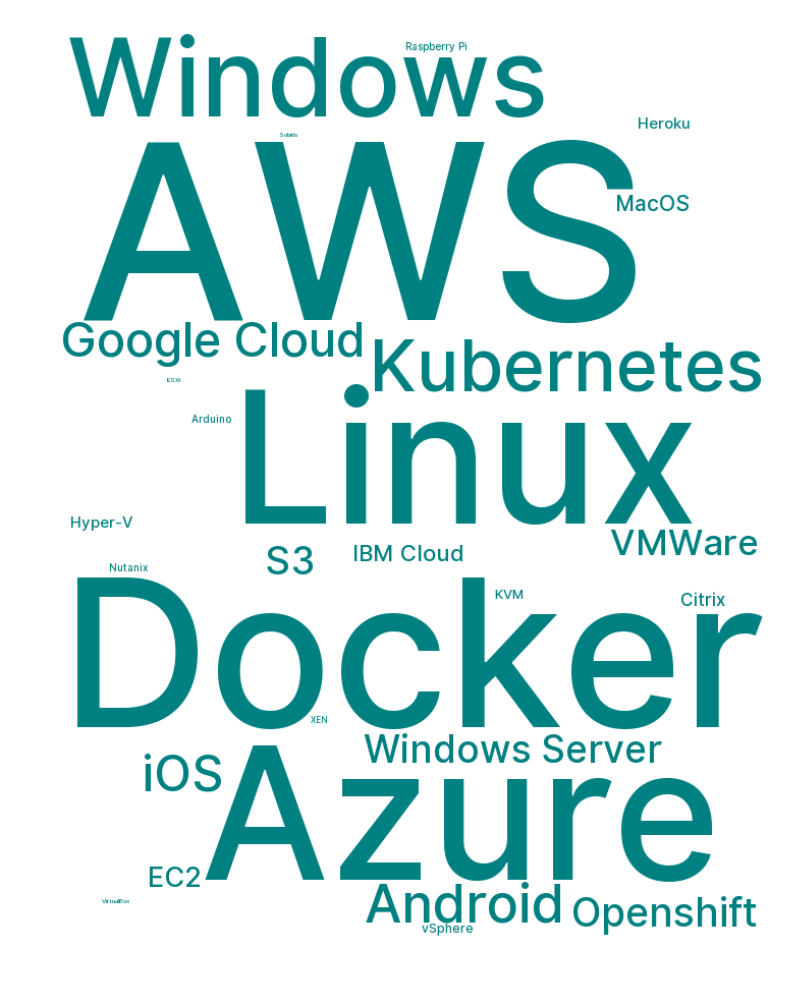 Windows
Raspberry Pi
Heroku
Solaris
AWS
MacOS
Google Cloud
Kubernetes
ESXi
Linux
Arduino
Hyper-V
VMWare
S3
IBM Cloud
Nutanix
Docker
KVM
Citrix
XEN
Windows Server
iOS
Azure
EC2
VirtualBox
Android
Openshift
vSphere